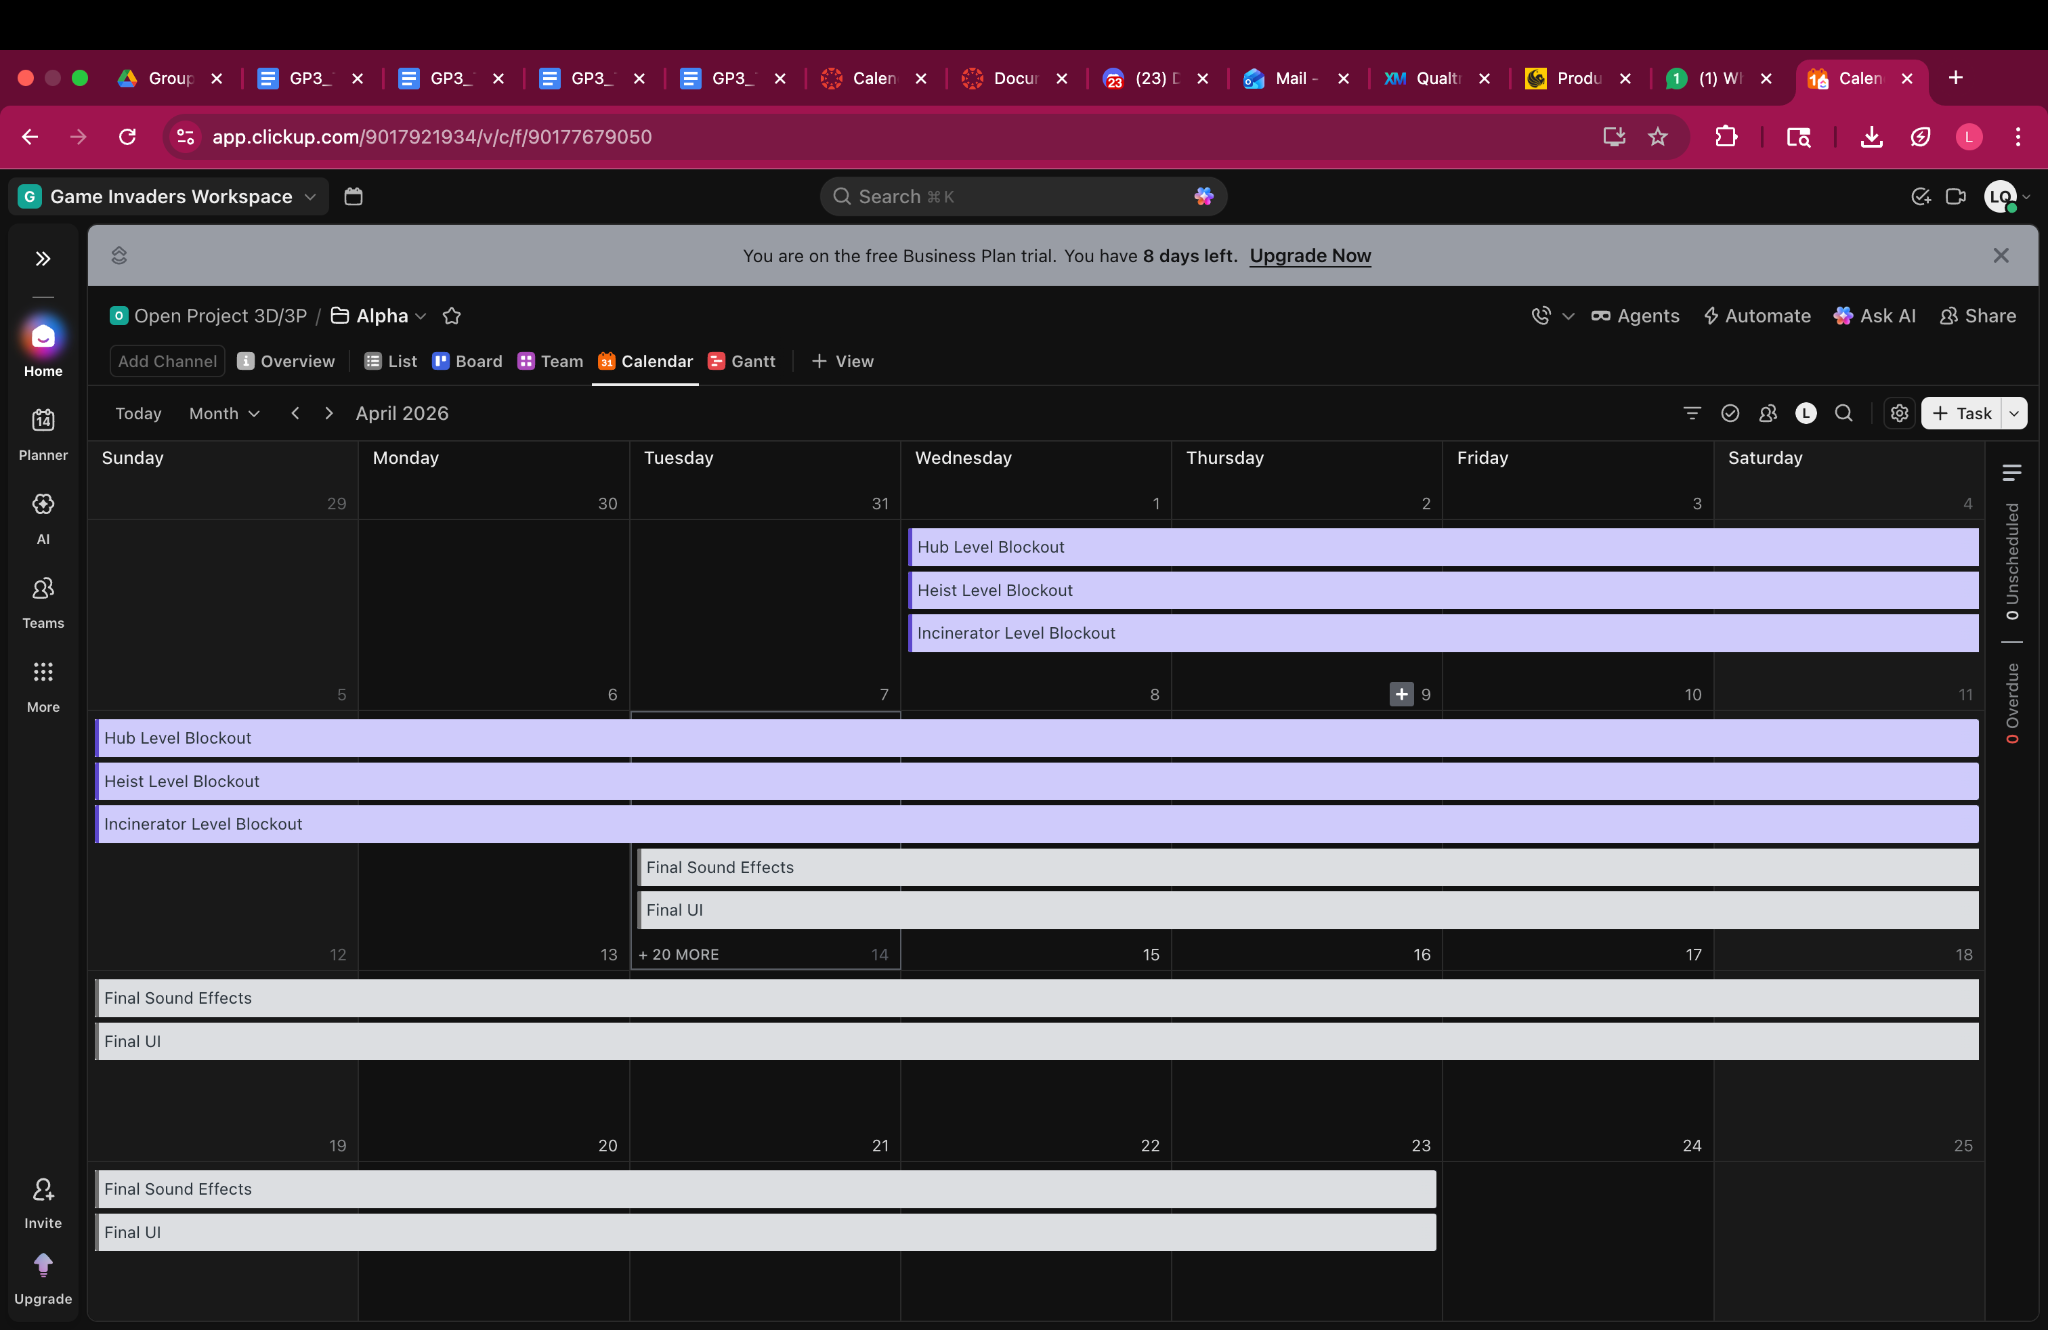 Group
GP3_
GP3_
GP3_
GP3_
Calen
Docur
23 (23) D
Mail -
XM Qualtr
Produ
1 (1) W
Calen
app.clickup.com/9017921934/v/c/f/90177679050
L
G Game Invaders Workspace
Search ⌘ K
LQ
You are on the free Business Plan trial. You have 8 days left. Upgrade Now
Home
14
Planner
AI
Teams
More
Invite
Upgrade
O Open Project 3D/3P / Alpha
Agents
Automate
Ask AI
Share
Add Channel
Overview
List
Board
Team
31 Calendar
Gantt
+ View
Today
Month
April 2026
L
+ Task
Sunday Monday Tuesday Wednesday Thursday Friday Saturday
29 30 31 1 2 3 4
Hub Level Blockout
Heist Level Blockout
Incinerator Level Blockout
5 6 7 8 + 9 10 11
Hub Level Blockout
Heist Level Blockout
Incinerator Level Blockout
Final Sound Effects
Final UI
12 13 + 20 MORE 14 15 16 17 18
Final Sound Effects
Final UI
19 20 21 22 23 24 25
Final Sound Effects
Final UI
0 Unscheduled
0 Overdue